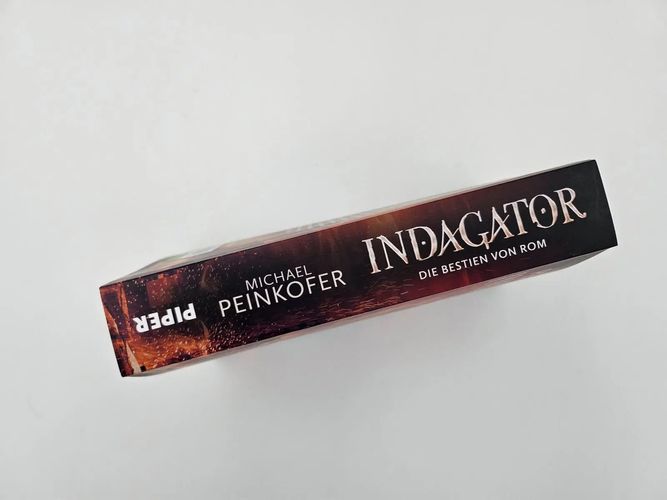 PIPER
MICHAEL
PEINKOFER
INDAGATOR
DIE BESTIEN VON ROM